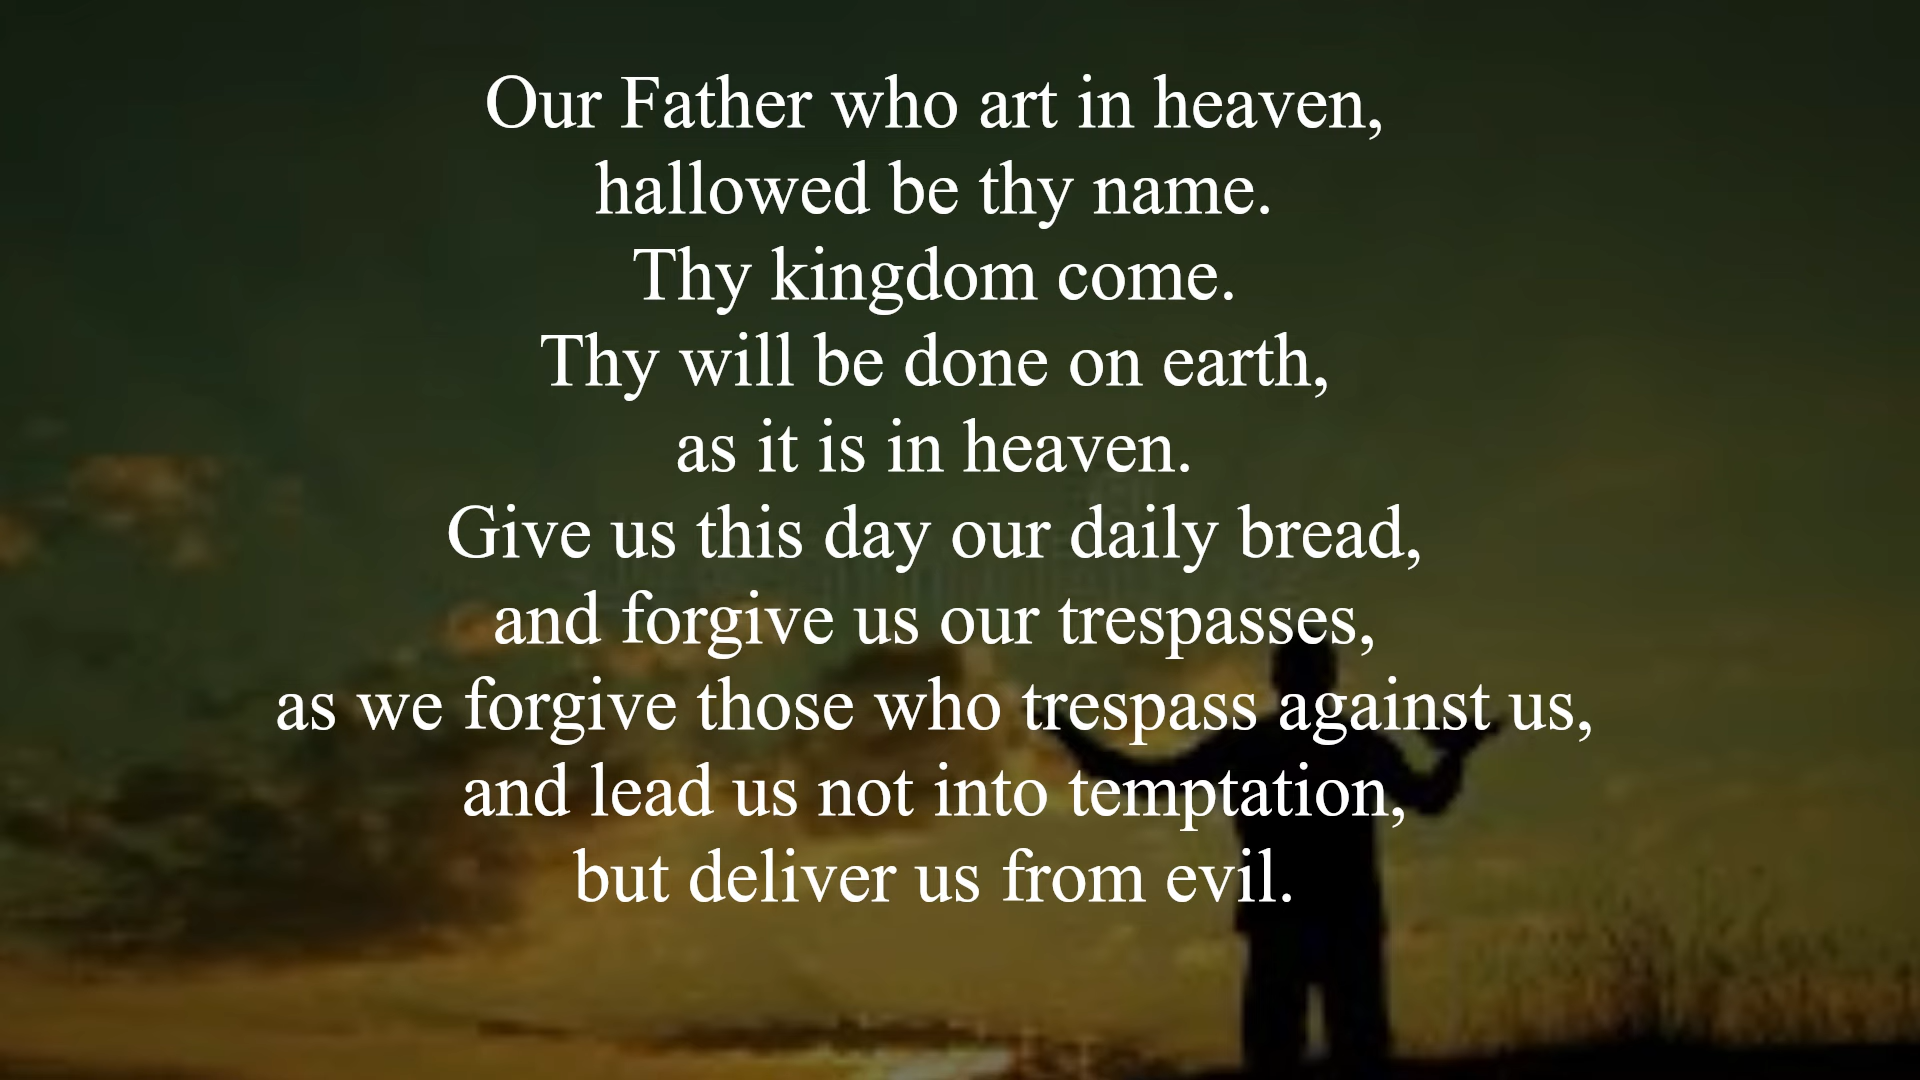 Our Father who art in heaven,
hallowed be thy name.
Thy kingdom come.
Thy will be done on earth,
as it is in heaven.
Give us this day our daily bread,
and forgive us our trespasses,
as we forgive those who trespass against us,
and lead us not into temptation,
but deliver us from evil.